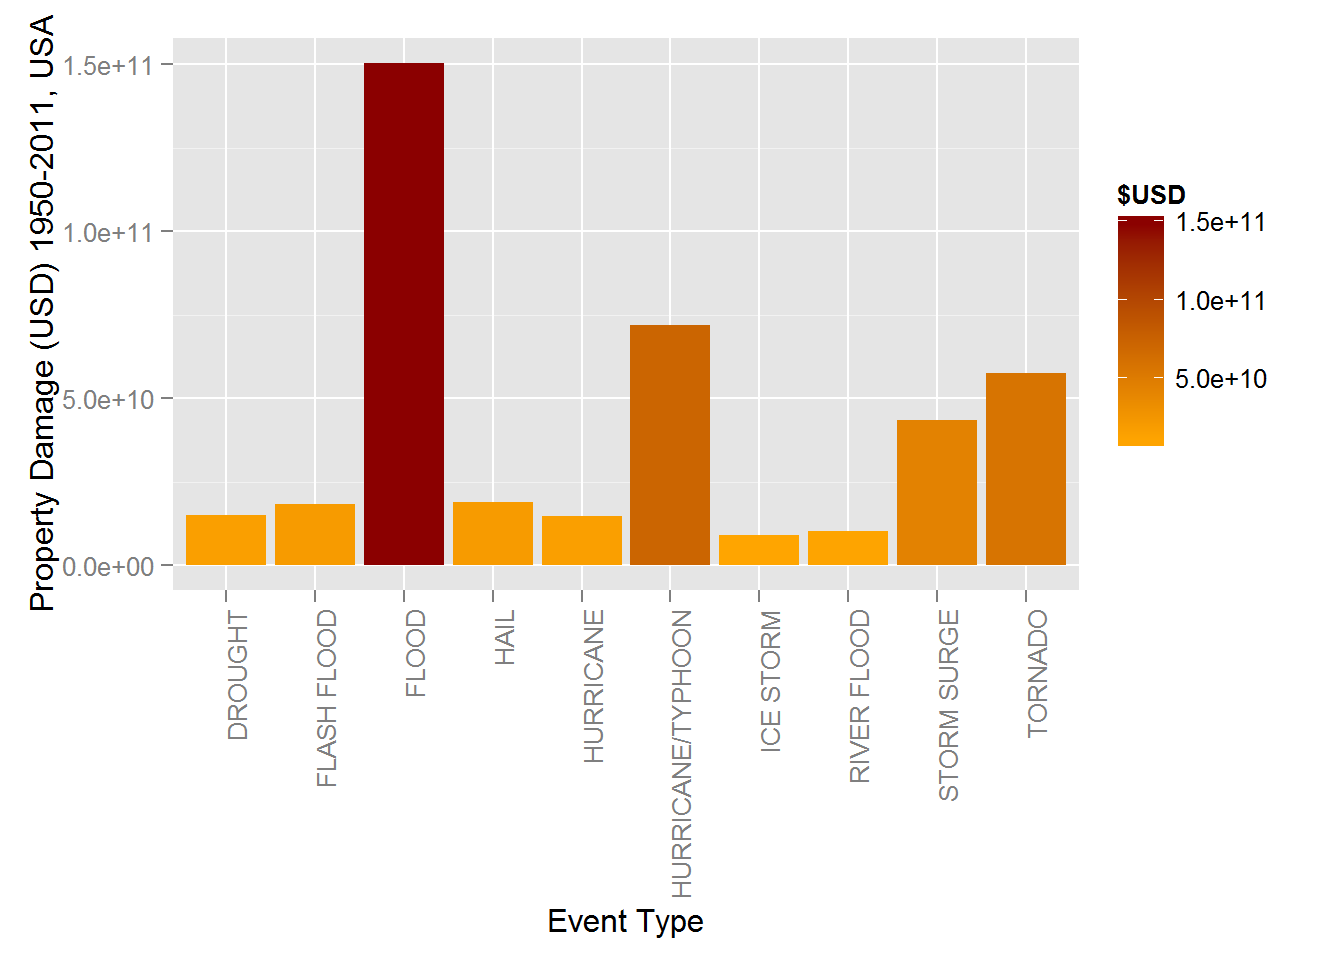 Property Damage (USD) 1950-2011, USA
1.5e+11
1.0e+11
5.0e+10
0.0e+00
DROUGHT
FLASH FLOOD
FLOOD
HAIL
HURRICANE
HURRICANE/TYPHOON
ICE STORM
RIVER FLOOD
STORM SURGE
TORNADO
Event Type
$USD
1.5e+11
1.0e+11
5.0e+10